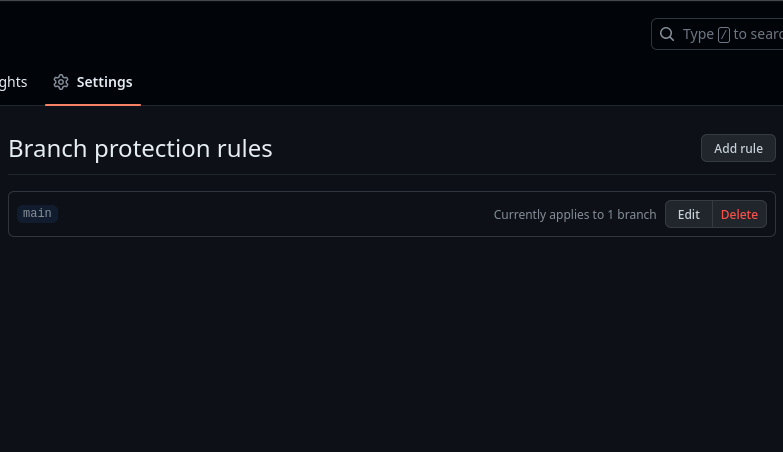 Type / to searc
ghts Settings
Branch protection rules Add rule
main Currently applies to 1 branch Edit Delete